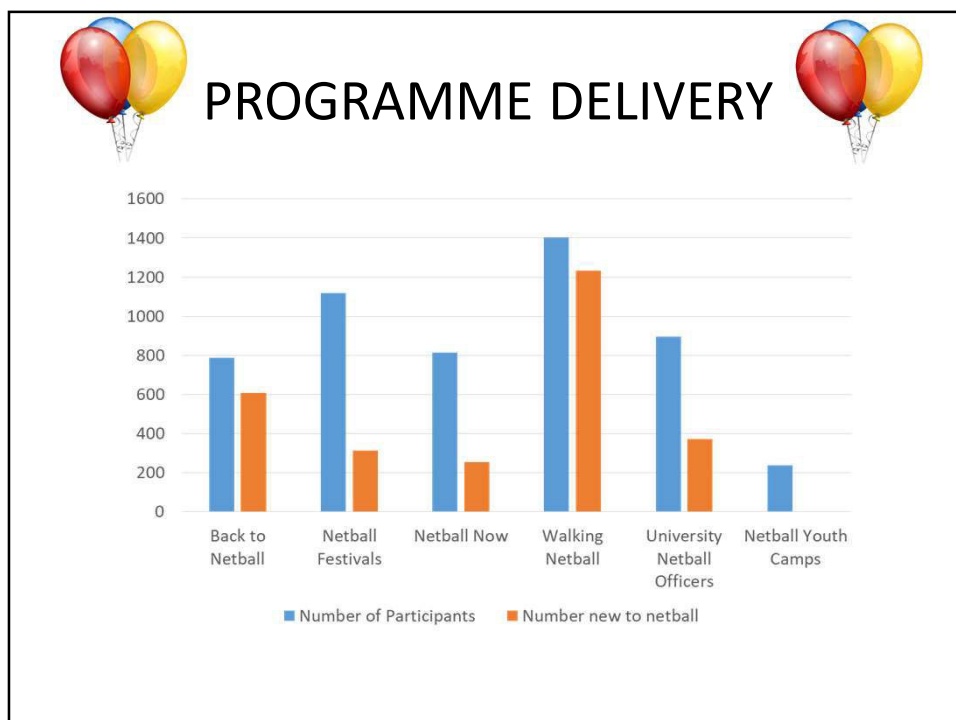 PROGRAMME DELIVERY
1600
1400
1200
1000
800
600
400
200
0
Back to
Netball
Netball
Festivals
Netball Now
Walking
Netball
University
Netball
Officers
Netball Youth
Camps
Number of Participants
Number new to netball